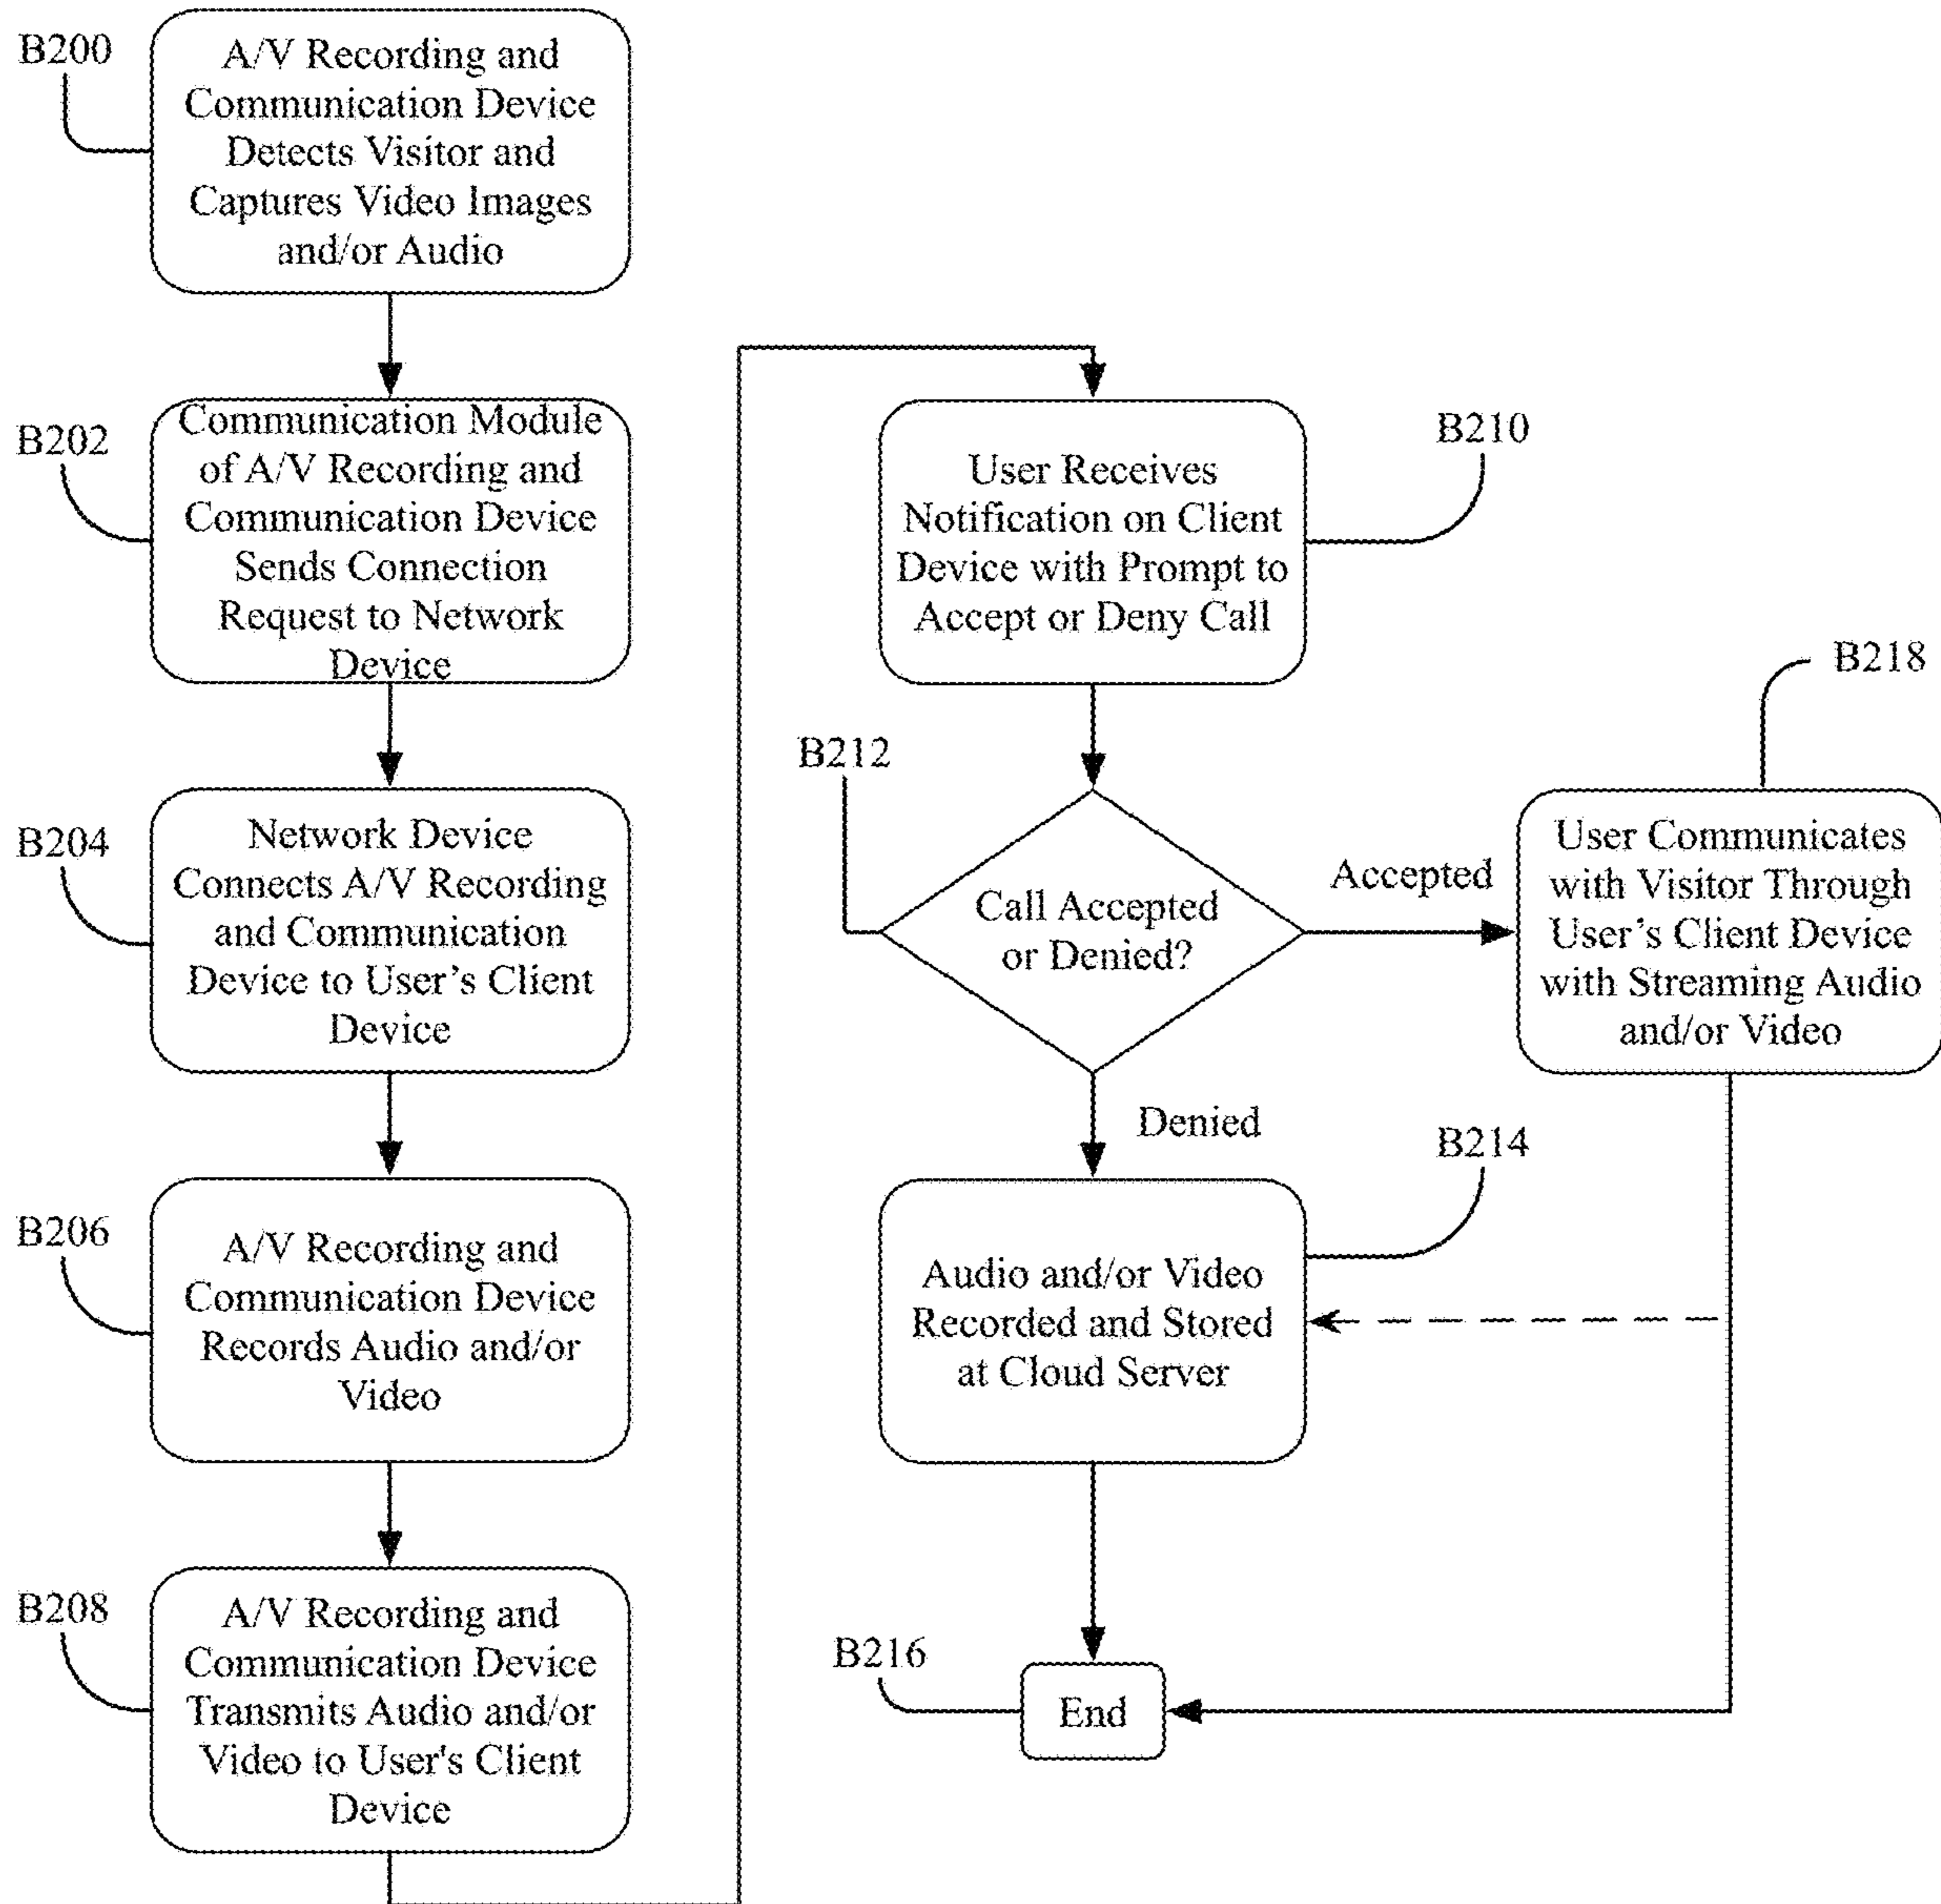 B200
A/V Recording and
Communication Device
Detects Visitor and
Captures Video Images
and/or Audio
B202
Communication Module
of A/V Recording and
Communication Device
Sends Connection
Request to Network
Device
B204
Network Device
Connects A/V Recording
and Communication
Device to User's Client
Device
B206
A/V Recording and
Communication Device
Records Audio and/or
Video
B208
A/V Recording and
Communication Device
Transmits Audio and/or
Video to User's Client
Device
B210
User Receives
Notification on Client
Device with Prompt to
Accept or Deny Call
B212
Call Accepted
or Denied?
Accepted
B218
User Communicates
with Visitor Through
User’s Client Device
with Streaming Audio
and/or Video
Denied
B214
Audio and/or Video
Recorded and Stored
at Cloud Server
B216
End